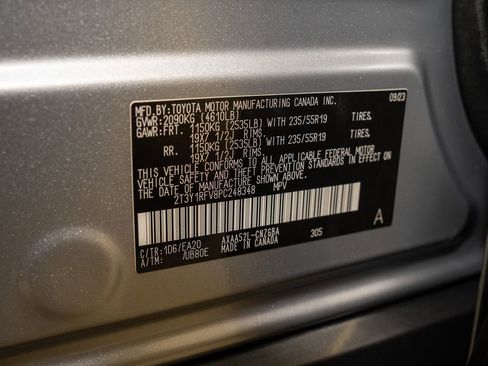 MFD.BY:TOYOTA MOTOR MANUFACTURING CANADA INC. 09/23
GVWR:2090KG (4610LB)
GAWR:FRT. 1150KG (2535LB) WITH 235/55R19 TIRES,
19X7 1/2J RIMS.
RR. 1150KG (2535LB) WITH 235/55R19 TIRES,
19X7 1/2J RIMS.
THIS VEHICLE CONFORMS TO ALL APPLICABLE FEDERAL MOTOR
VEHICLE SAFETY AND THEFT PREVENTION STANDARDS IN EFFECT ON
THE DATE OF MANUFACTURE SHOWN ABOVE.
2T3Y1RFV8PC248348 MPV
C/TR:1D6/EA20 AXAA52L-CNZGBA 305 A
A/TM: /UB80E MADE IN CANADA